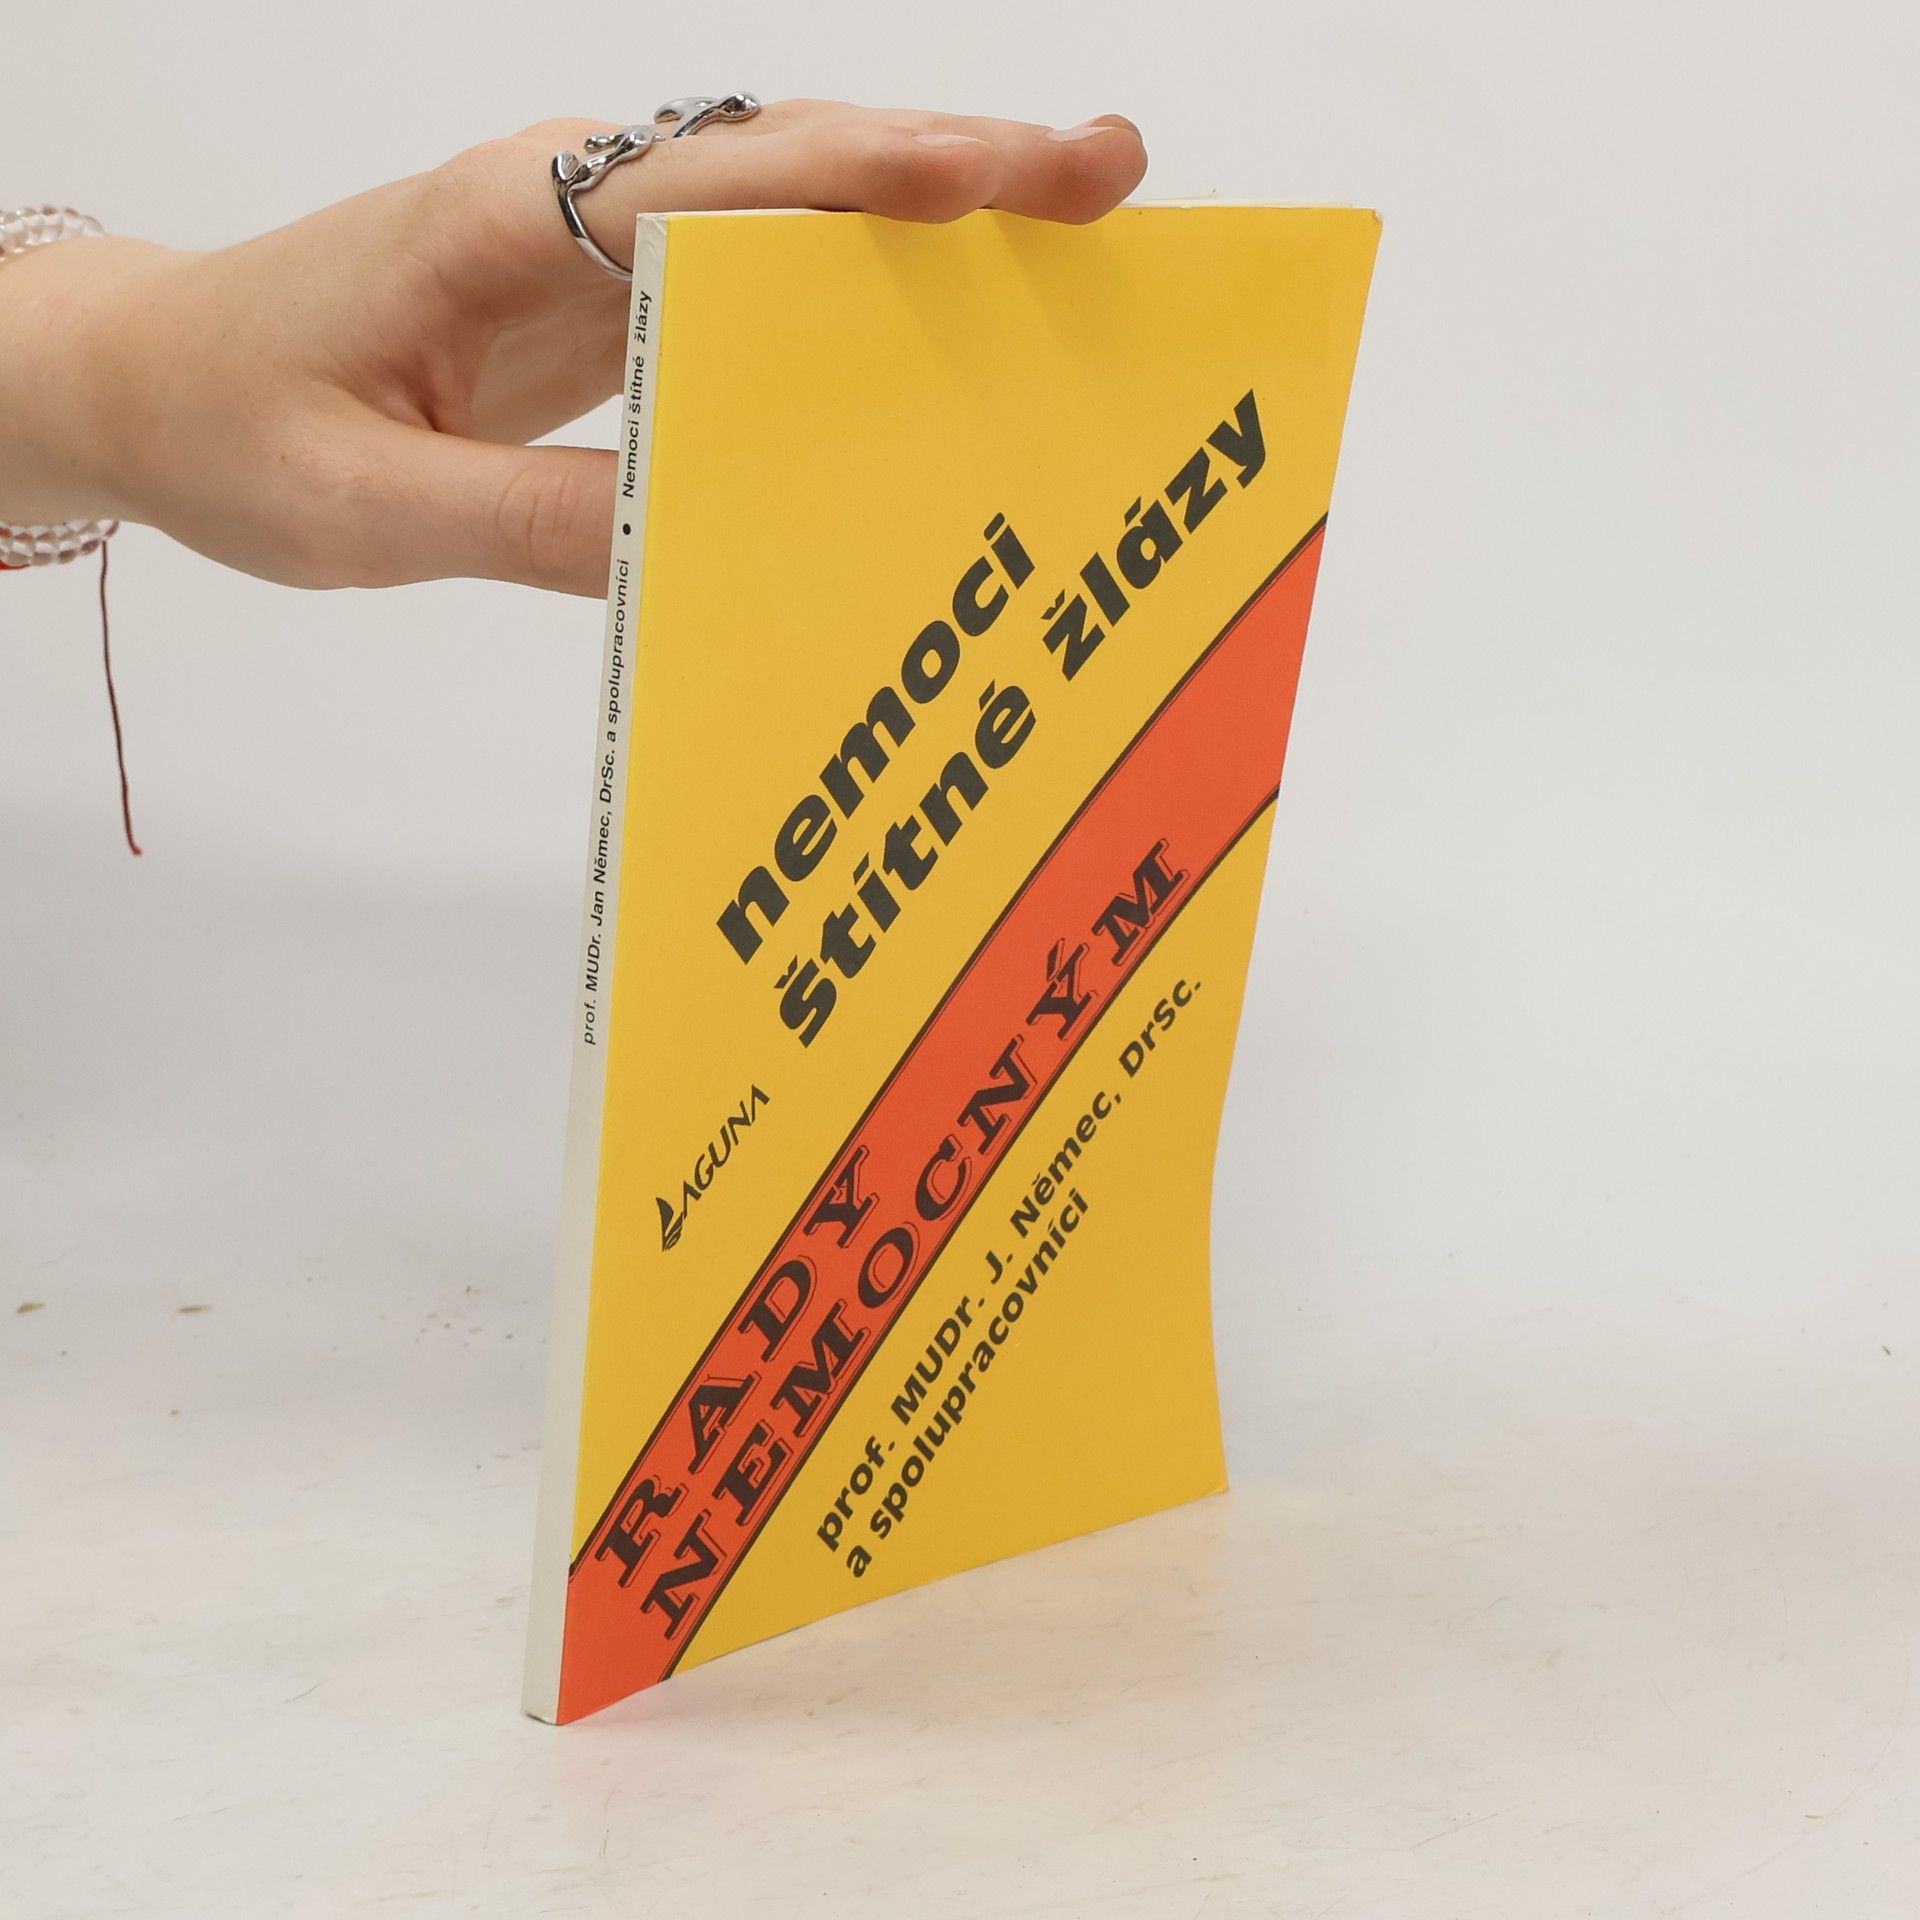 prof. MUDr. Jan Němec, DrSc. a spolupracovníci • Nemoci štítné žlázy
nemoci
štítné žlázy
LAGUNA
RADY
NEMOCNÝM
prof. MUDr. J. Němec, DrSc.
a spolupracovníci